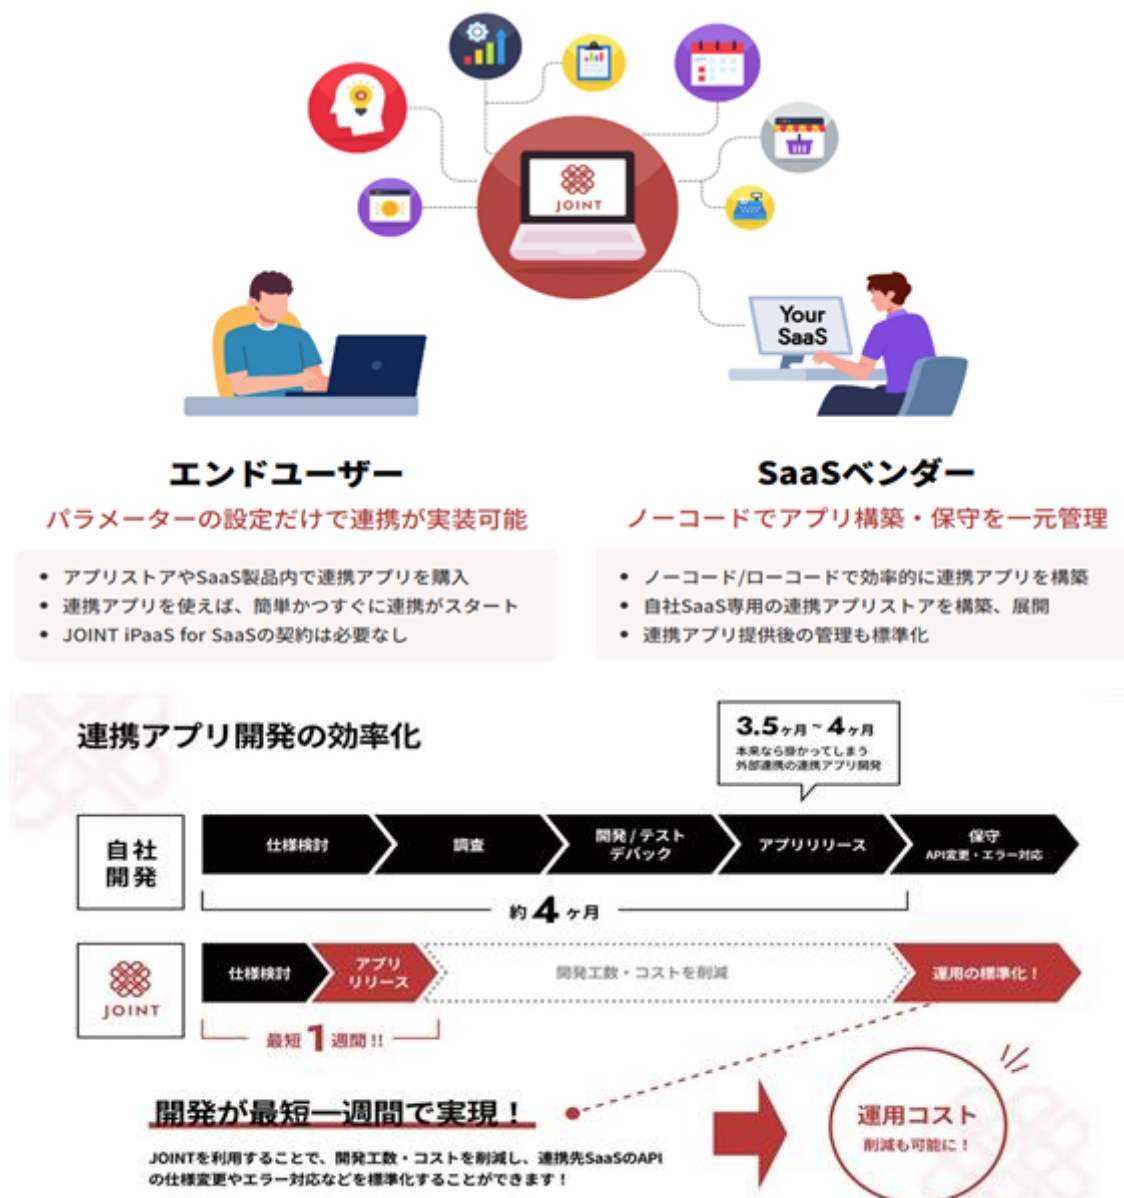 JOINT
Your
SaaS
エンドユーザー
パラメーターの設定だけで連携が実装可能
• アプリストアやSaaS製品内で連携アプリを購入
• 連携アプリを使えば、簡単かつすぐに連携がスタート
• JOINT iPaaS for SaaSの契約は必要なし
SaaSベンダー
ノーコードでアプリ構築・保守を一元管理
• ノーコード/ローコードで効率的に連携アプリを構築
• 自社SaaS専用の連携アプリストアを構築、展開
• 連携アプリ提供後の管理も標準化
連携アプリ開発の効率化
3.5ヶ月~4ヶ月
本来なら掛かってしまう
外部連携の連携アプリ開発
自社
開発
仕様検討
調査
開発/テスト
デバック
アプリリリース
保守
API変更・エラー対応
約4ヶ月
JOINT
仕様検討
アプリ
リリース
開発工数・コストを削減
運用の標準化！
最短1週間!!
開発が最短一週間で実現！
JOINTを利用することで、開発工数・コストを削減し、連携先SaaSのAPI
の仕様変更やエラー対応などを標準化することができます！
運用コスト
削減も可能に！